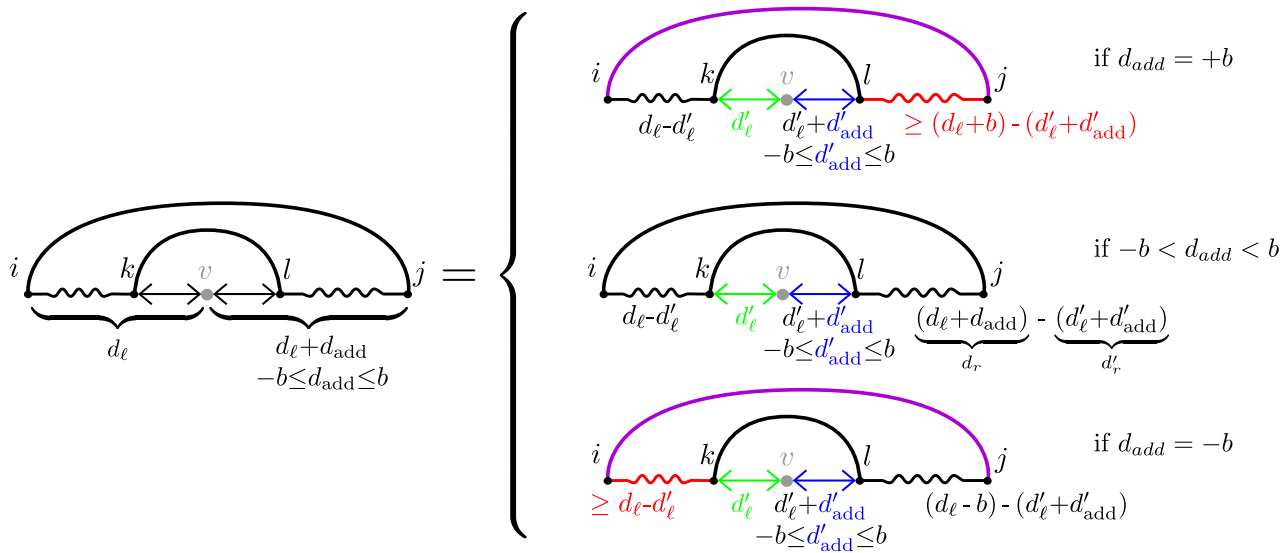 i k v l j
d_ℓ
d_ℓ+d_add
−b≤d_add≤b
=
i k v l j
if d_add = +b
d_ℓ-d′_ℓ d′_ℓ d′_ℓ+d′_add ≥ (d_ℓ+b) - (d′_ℓ+d′_add)
−b≤d′_add≤b
i k v l j
if −b < d_add < b
d_ℓ-d′_ℓ d′_ℓ d′_ℓ+d′_add (d_ℓ+d_add) - (d′_ℓ+d′_add)
−b≤d′_add≤b d_r d′_r
i k v l j
if d_add = −b
≥ d_ℓ-d′_ℓ d′_ℓ d′_ℓ+d′_add (d_ℓ- b) - (d′_ℓ+d′_add)
−b≤d′_add≤b